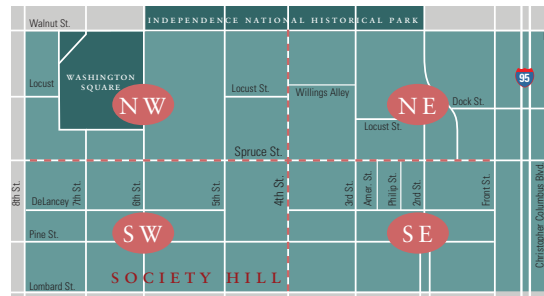 INDEPENDENCE NATIONAL HISTORICAL PARK
Walnut St.
WASHINGTON
SQUARE
95
Locust
Locust St.
Willings Alley
NW
NE
Dock St.
Locust St.
Spruce St.
8th St.
7th St.
6th St.
5th St.
4th St.
3rd St.
Amer. St.
Philip St.
2nd St.
Front St.
Christopher Columbus Blvd.
DeLancey
Pine St.
SW
SE
SOCIETY HILL
Lombard St.